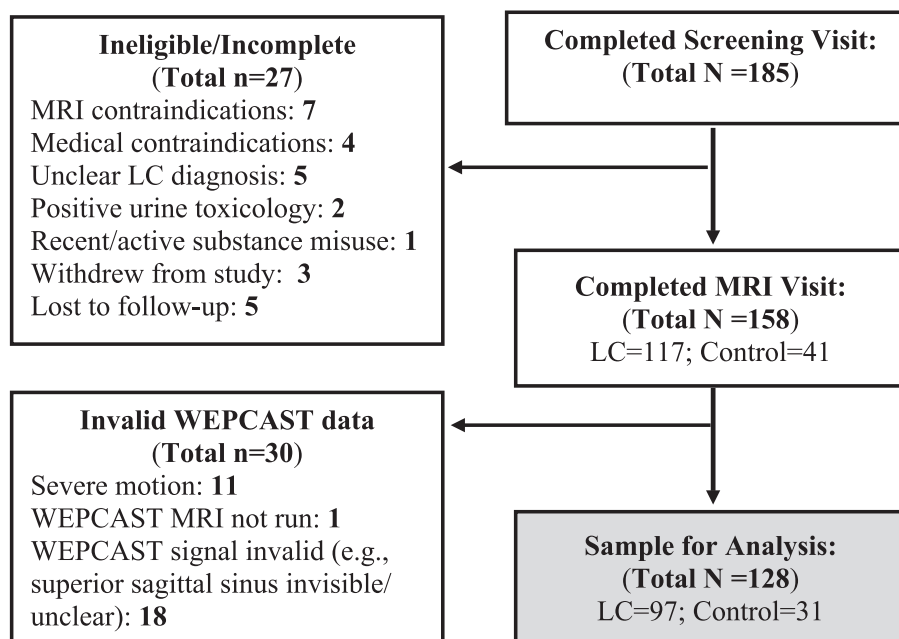 Completed Screening Visit:
(Total N =185)
Ineligible/Incomplete
(Total n=27)
MRI contraindications: 7
Medical contraindications: 4
Unclear LC diagnosis: 5
Positive urine toxicology: 2
Recent/active substance misuse: 1
Withdrew from study: 3
Lost to follow-up: 5
Completed MRI Visit:
(Total N =158)
LC=117; Control=41
Invalid WEPCAST data
(Total n=30)
Severe motion: 11
WEPCAST MRI not run: 1
WEPCAST signal invalid (e.g.,
superior sagittal sinus invisible/
unclear): 18
Sample for Analysis:
(Total N =128)
LC=97; Control=31